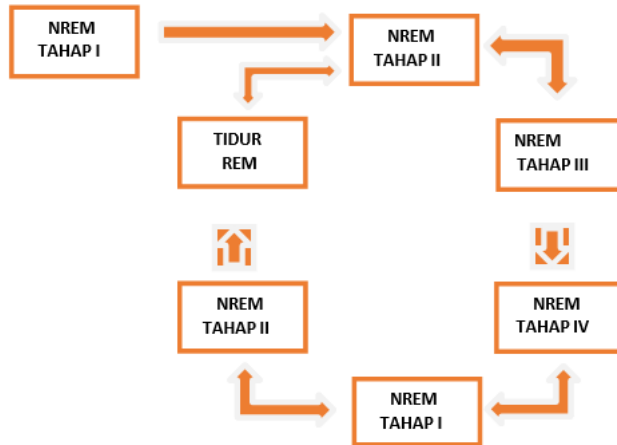 NREM
TAHAP I
NREM
TAHAP II
TIDUR
REM
NREM
TAHAP III
NREM
TAHAP II
NREM
TAHAP IV
NREM
TAHAP I